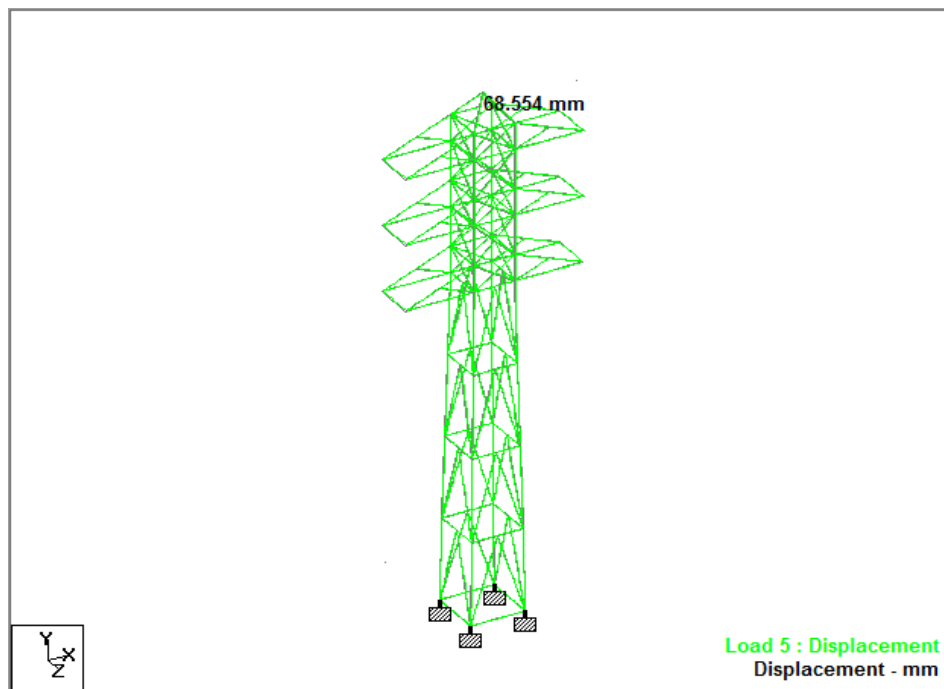 68.554 mm
Y
X
Z
Load 5 : Displacement
Displacement - mm